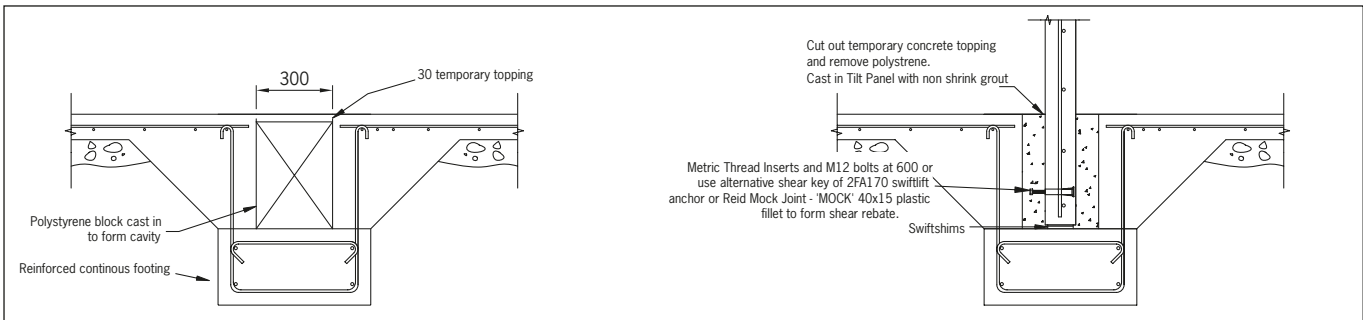 300
30 temporary topping
Polystyrene block cast in
to form cavity
Reinforced continous footing
Cut out temporary concrete topping
and remove polystrene.
Cast in Tilt Panel with non shrink grout
Metric Thread Inserts and M12 bolts at 600 or
use alternative shear key of 2FA170 swiftlift
anchor or Reid Mock Joint - 'MOCK' 40x15 plastic
fillet to form shear rebate.
Swiftshims